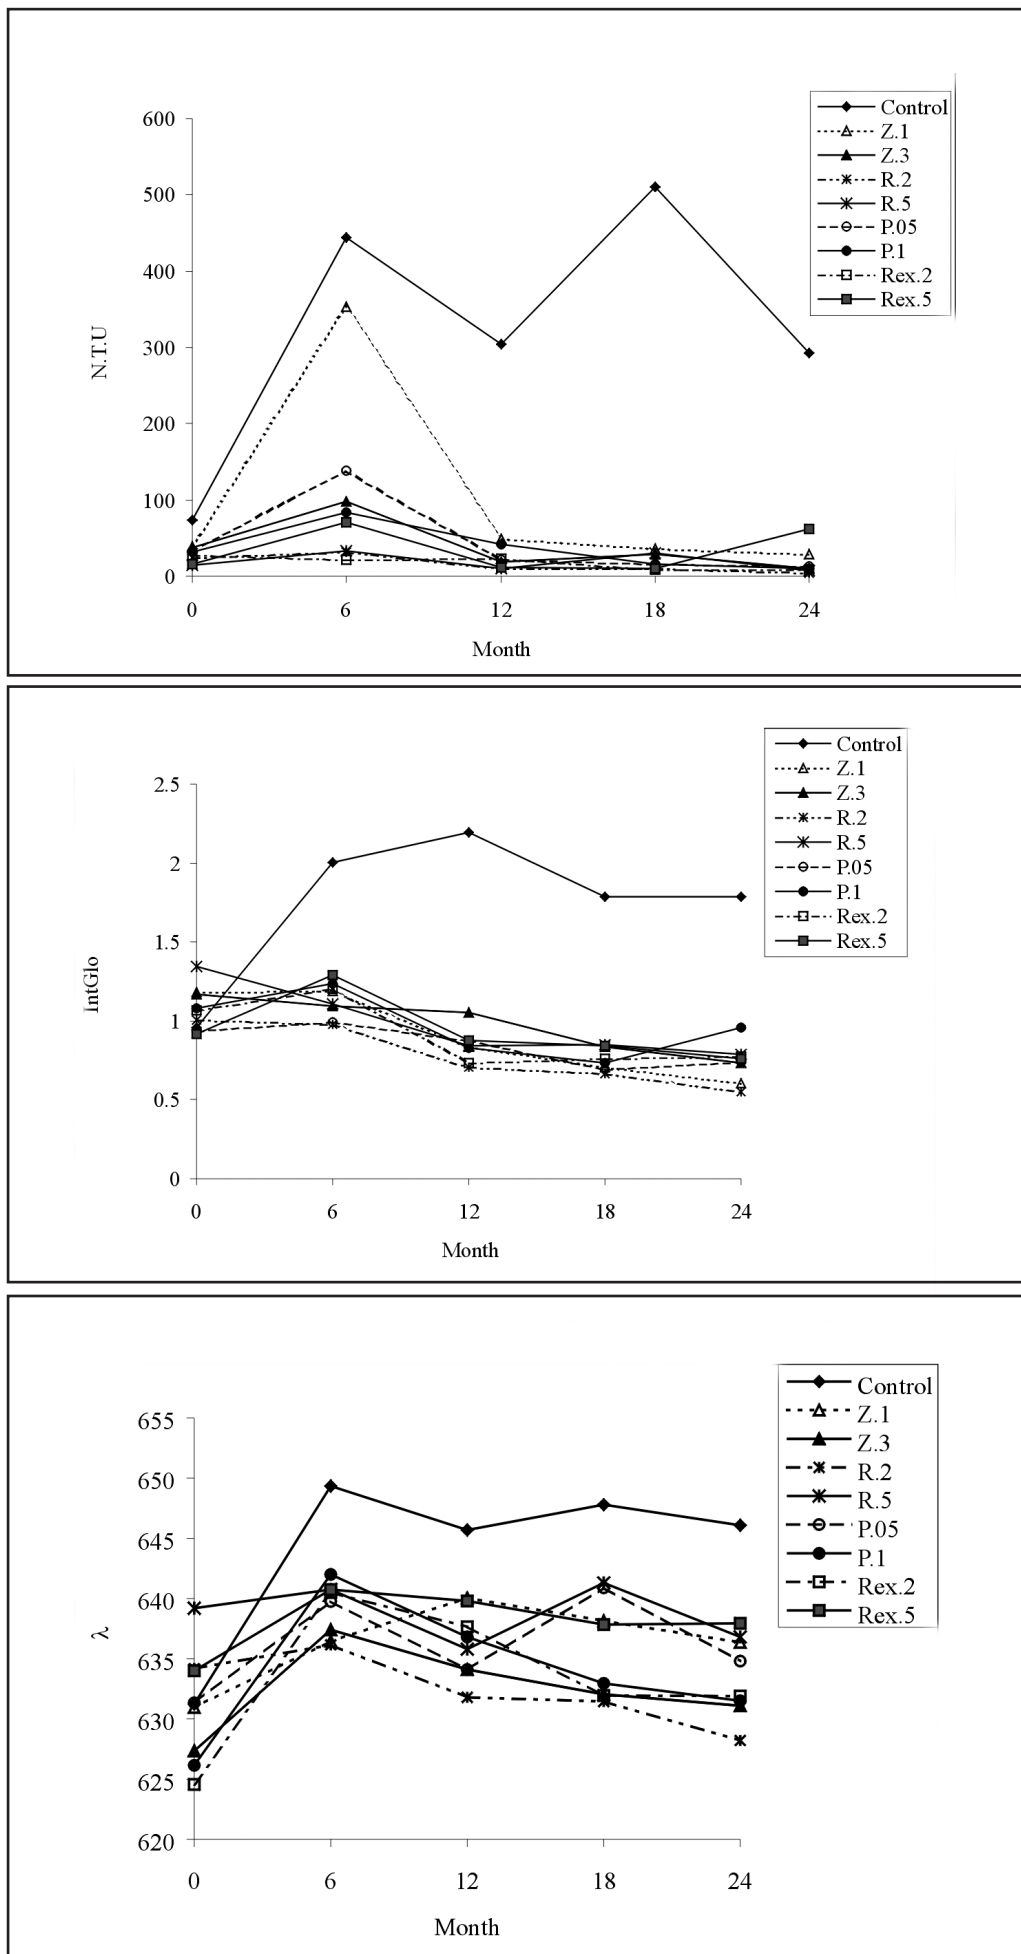 Control
Z.1
Z.3
R.2
R.5
P.05
P.1
Rex.2
Rex.5
600
500
400
300
200
100
0
N.T.U
0 6 12 18 24
Month
Control
Z.1
Z.3
R.2
R.5
P.05
P.1
Rex.2
Rex.5
2.5
2
1.5
1
0.5
0
IntGlo
0 6 12 18 24
Month
Control
Z.1
Z.3
R.2
R.5
P.05
P.1
Rex.2
Rex.5
655
650
645
640
635
630
625
620
λ
0 6 12 18 24
Month